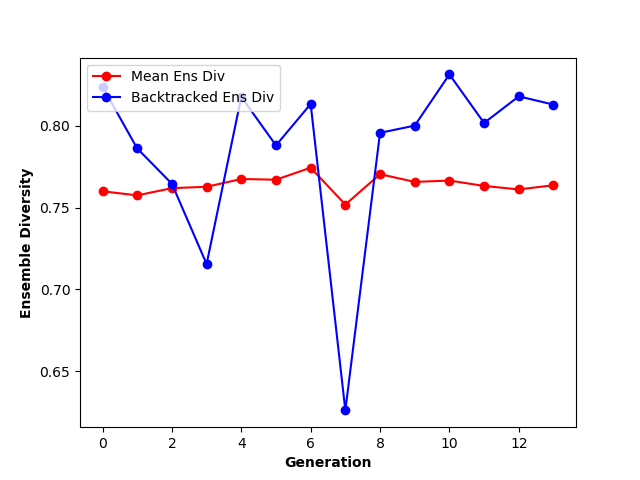 Mean Ens Div
Backtracked Ens Div
0.80
0.75
0.70
0.65
Ensemble Diversity
0 2 4 6 8 10 12
Generation